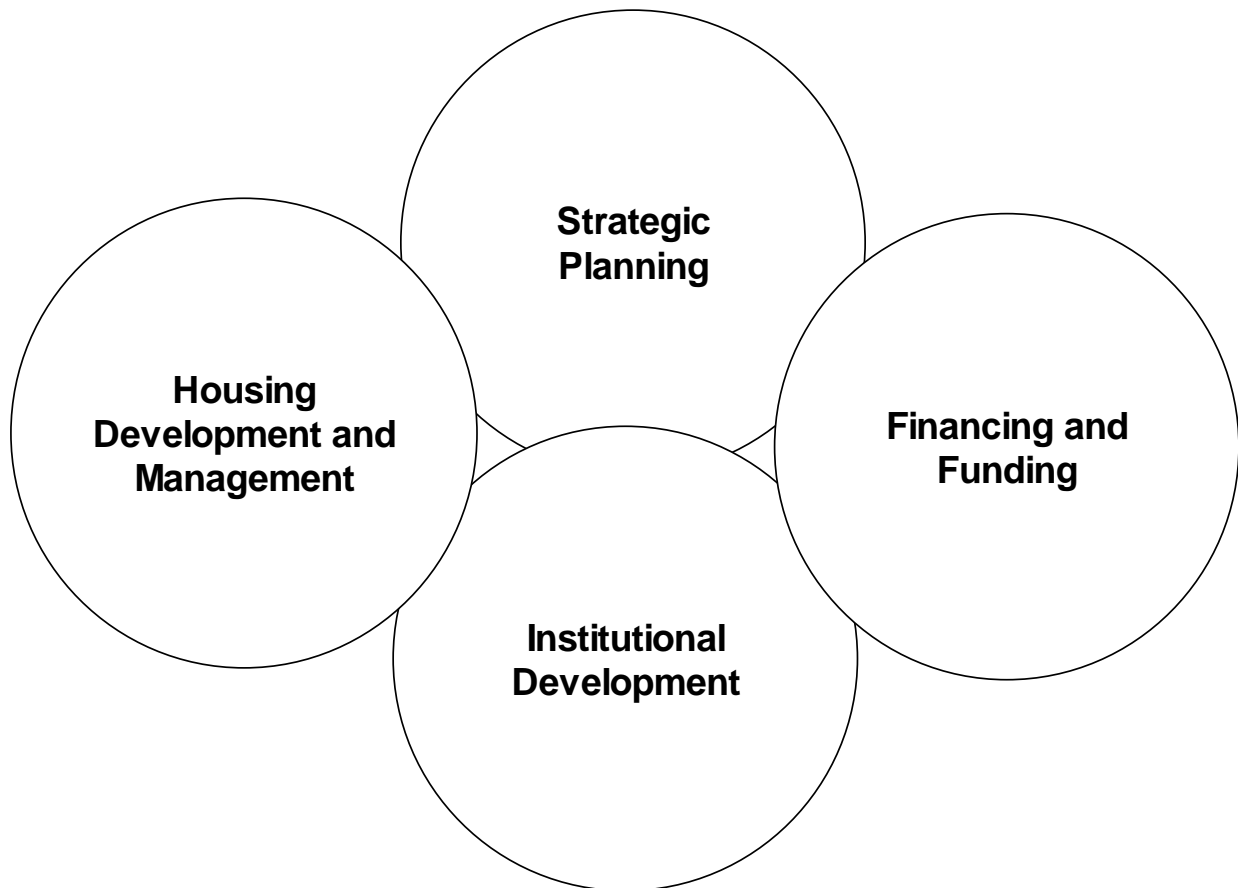 Strategic
Planning
Housing
Development and
Management
Financing and
Funding
Institutional
Development